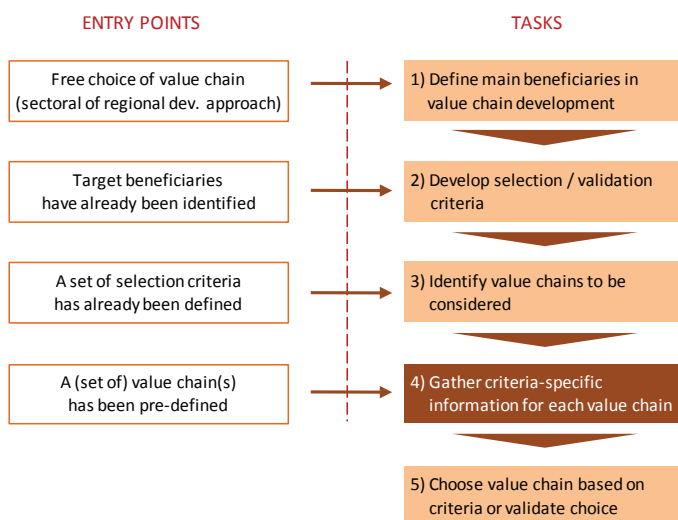 ENTRY POINTS
TASKS
Free choice of value chain
(sectoral of regional dev. approach)
1) Define main beneficiaries in
value chain development
Target beneficiaries
have already been identified
2) Develop selection / validation
criteria
A set of selection criteria
has already been defined
3) Identify value chains to be
considered
A (set of) value chain(s)
has been pre-defined
4) Gather criteria-specific
information for each value chain
5) Choose value chain based on
criteria or validate choice